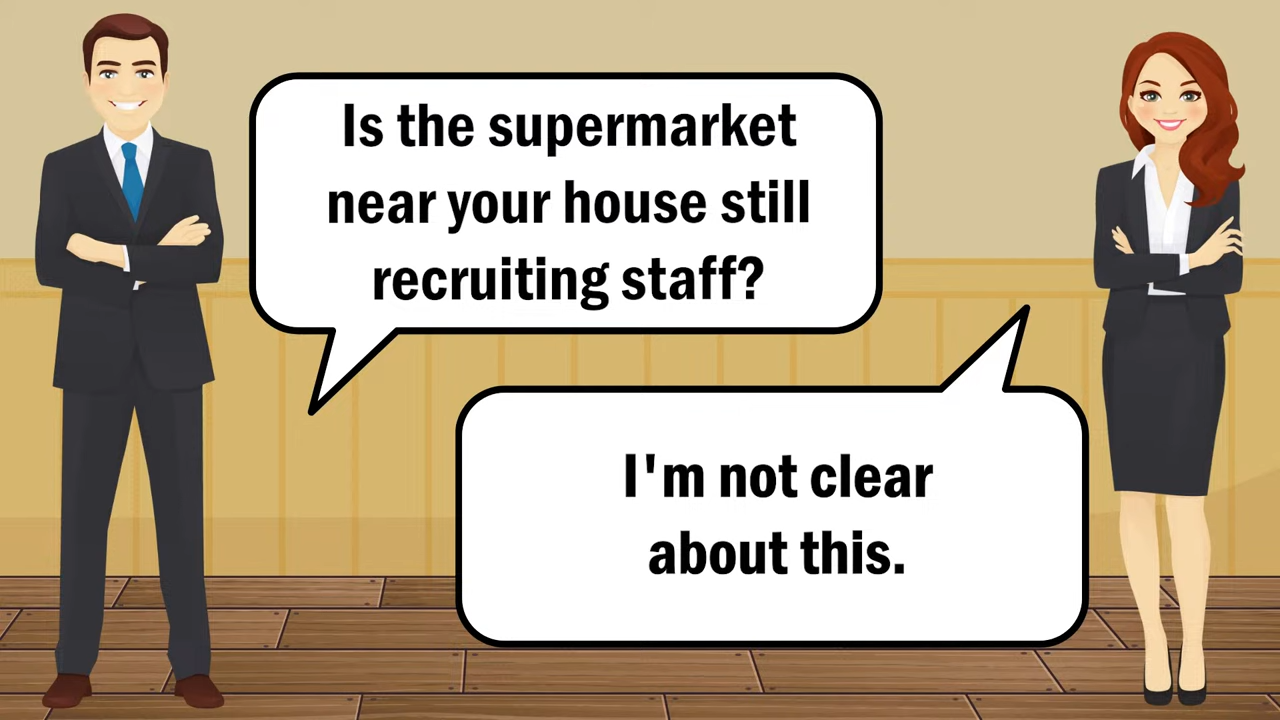 Is the supermarket
near your house still
recruiting staff?
I'm not clear
about this.